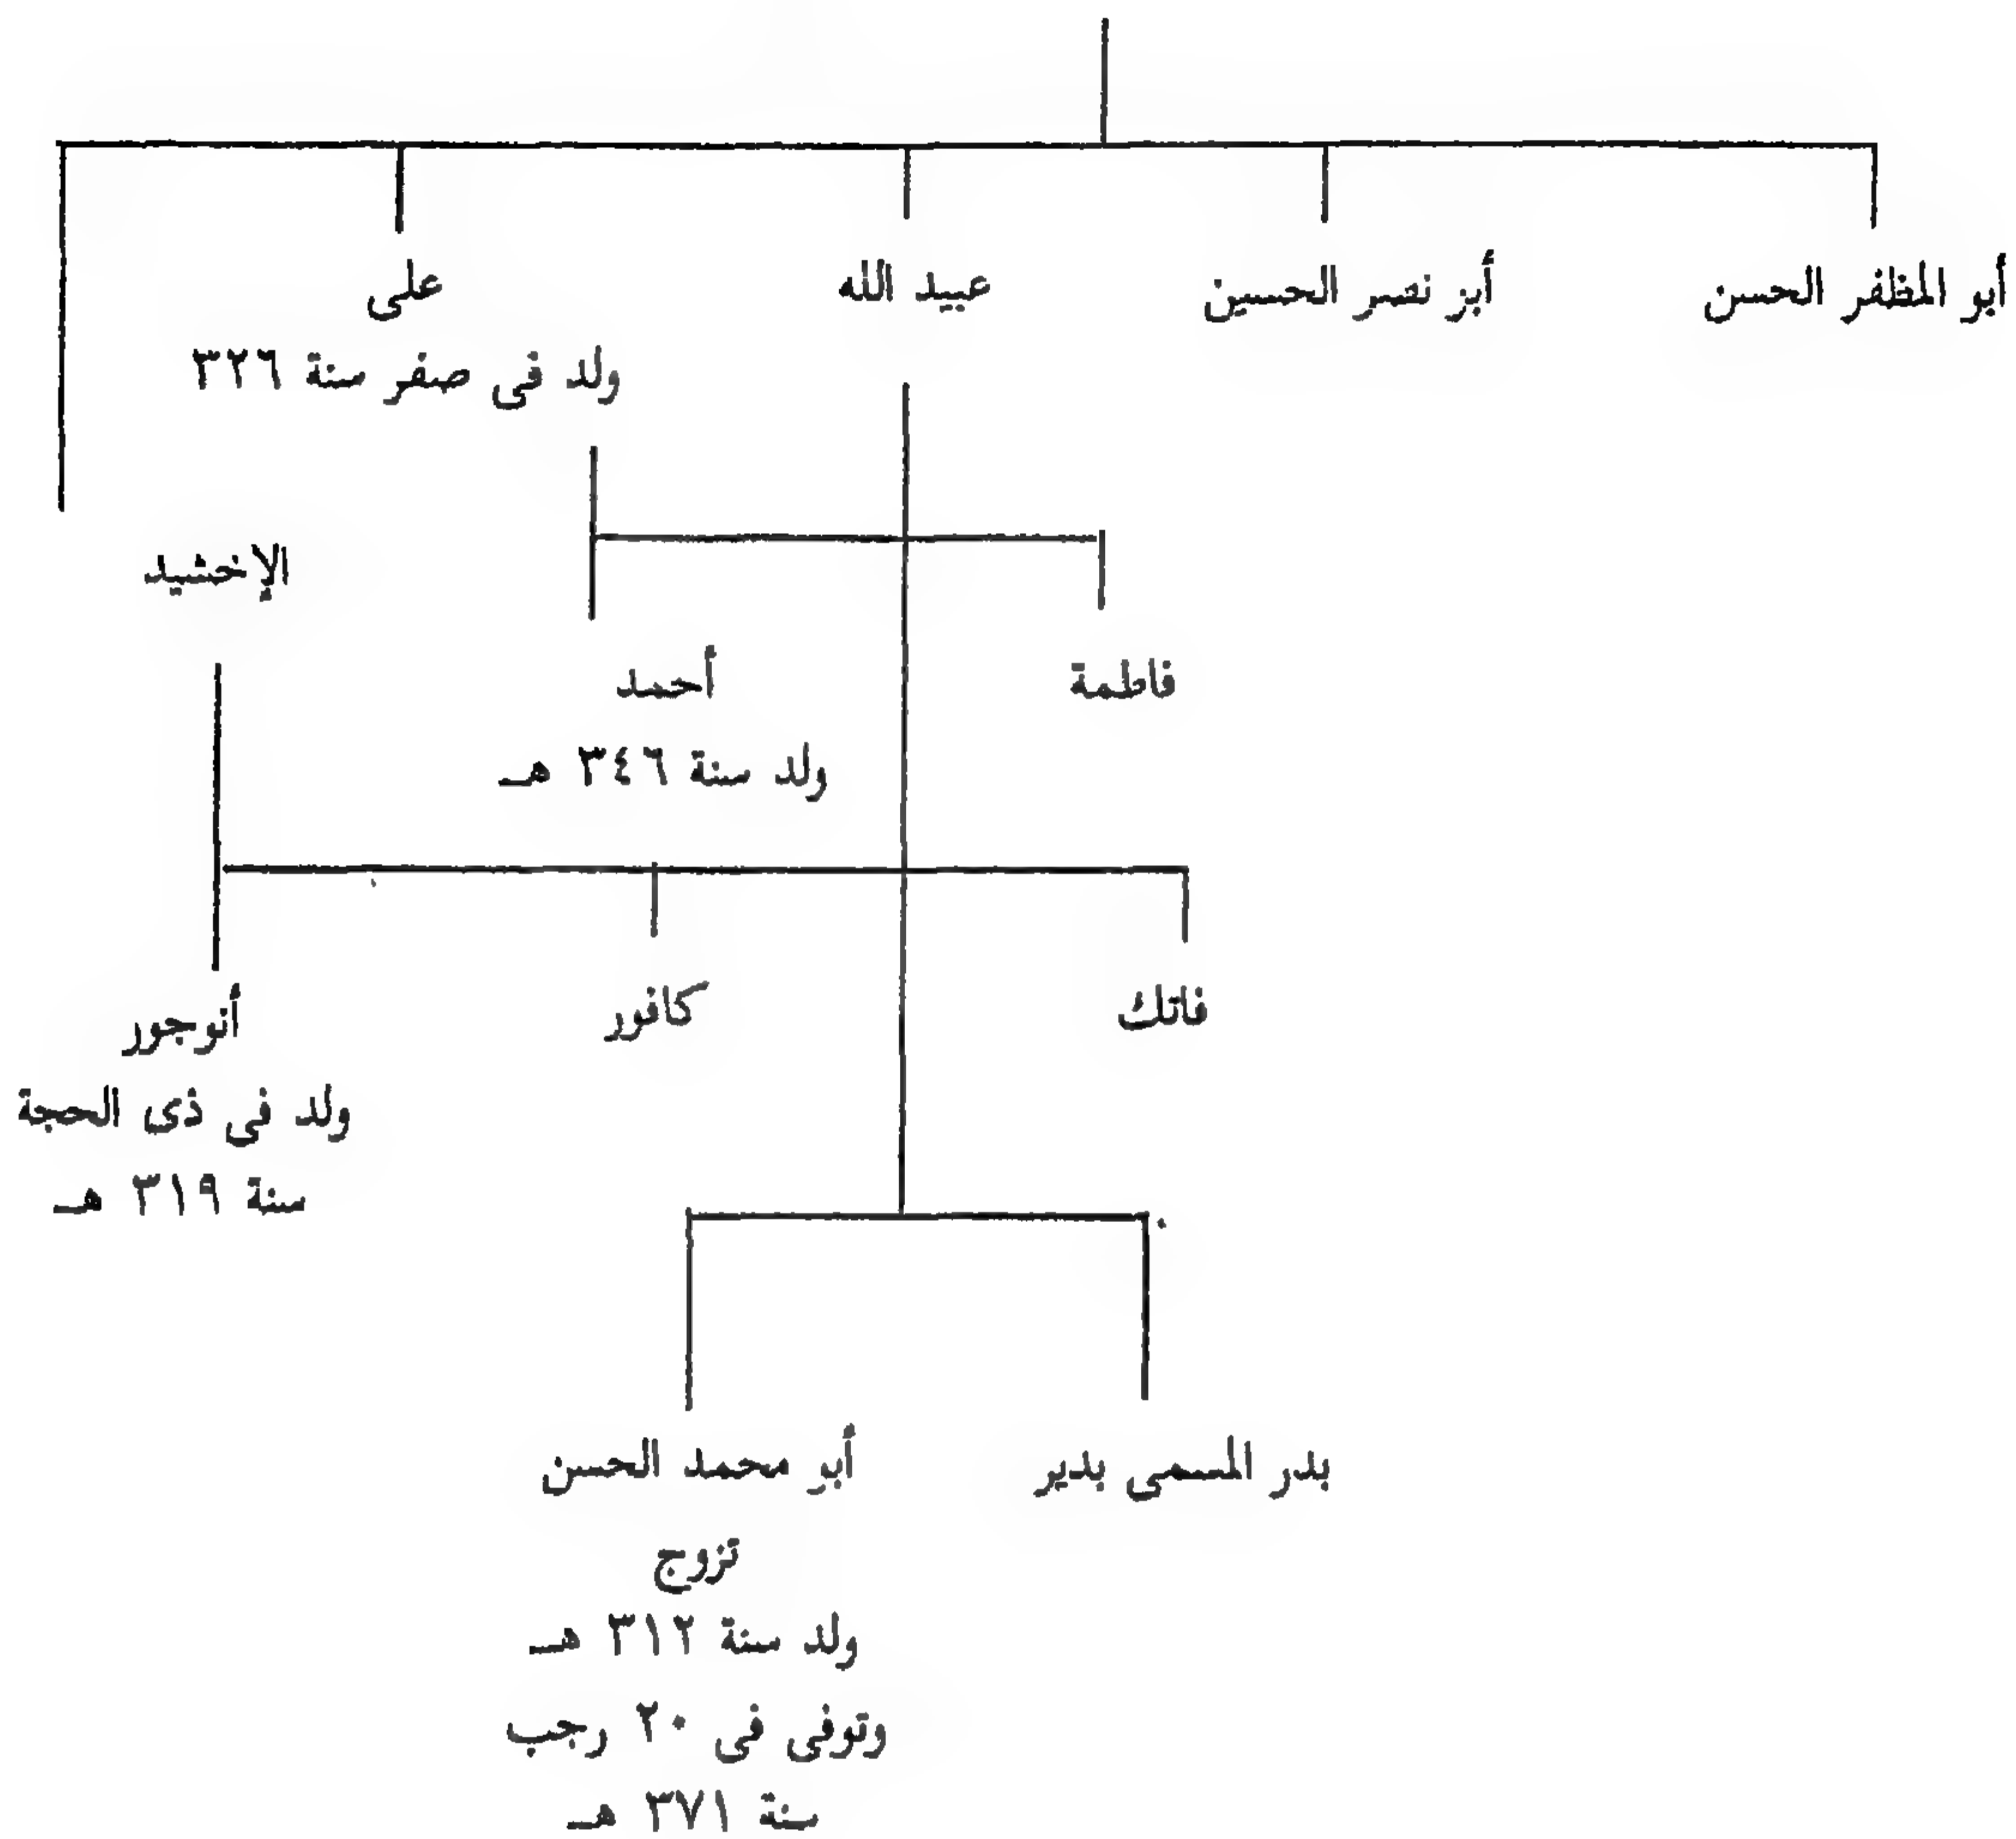 أبو المظفر الحسن
أبو نصر الحسين
عبيد الله
على
ولد فى صفر سنة ٣٢٦
الإخشيد
فاطمة
أحمد
ولد سنة ٣٤٦ هـ
فاتك
كافور
أنوجور
ولد فى ذى الحجة
سنة ٣١٩ هـ
بدر المسمى بدير
أبو محمد الحسن
تزوج
ولد سنة ٣١٢ هـ
وتوفى فى ٢٠ رجب
سنة ٣٧١ هـ